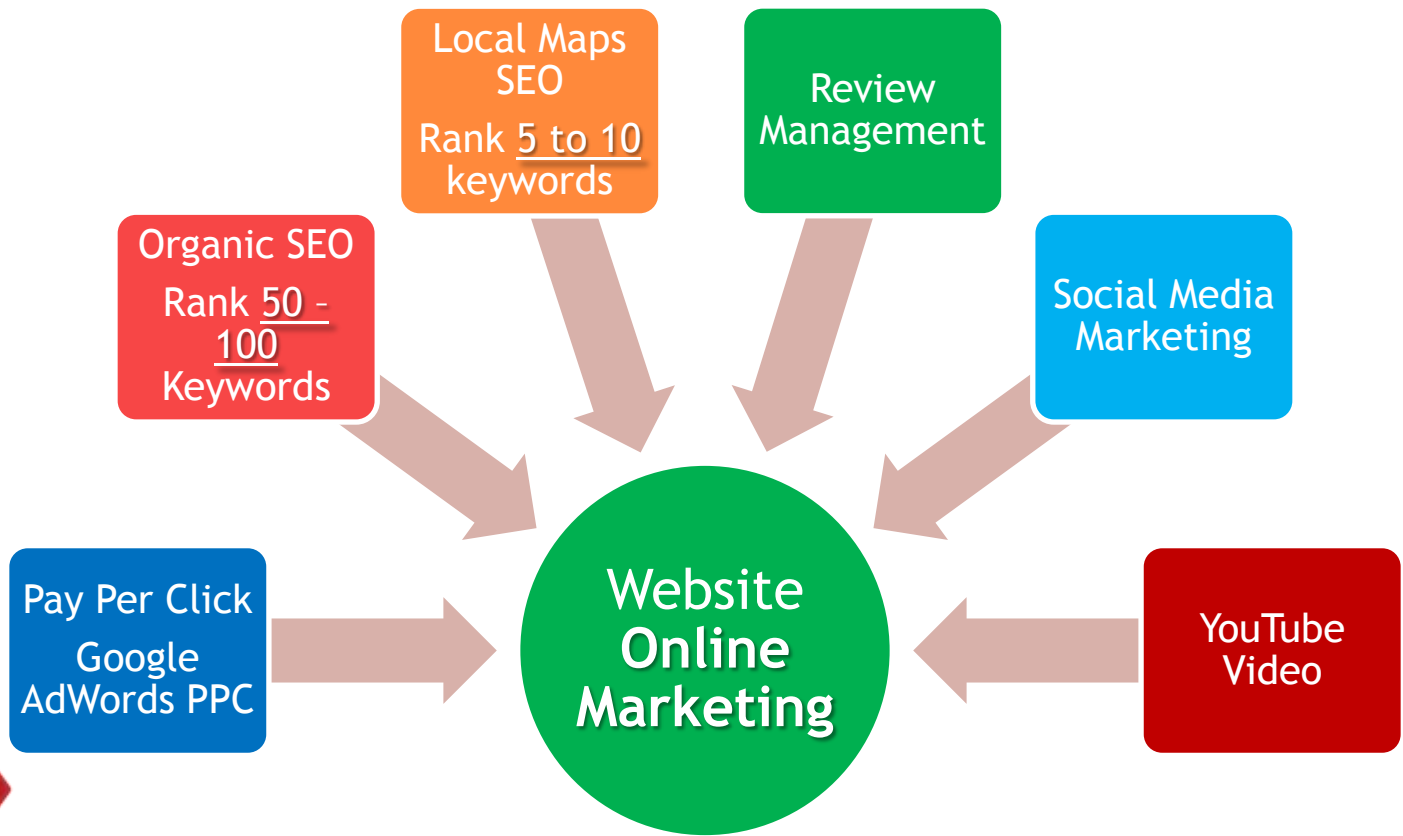 Local Maps
SEO
Rank 5 to 10
keywords
Review
Management
Organic SEO
Rank 50 –
100
Keywords
Social Media
Marketing
Pay Per Click
Google
AdWords PPC
Website
Online
Marketing
YouTube
Video